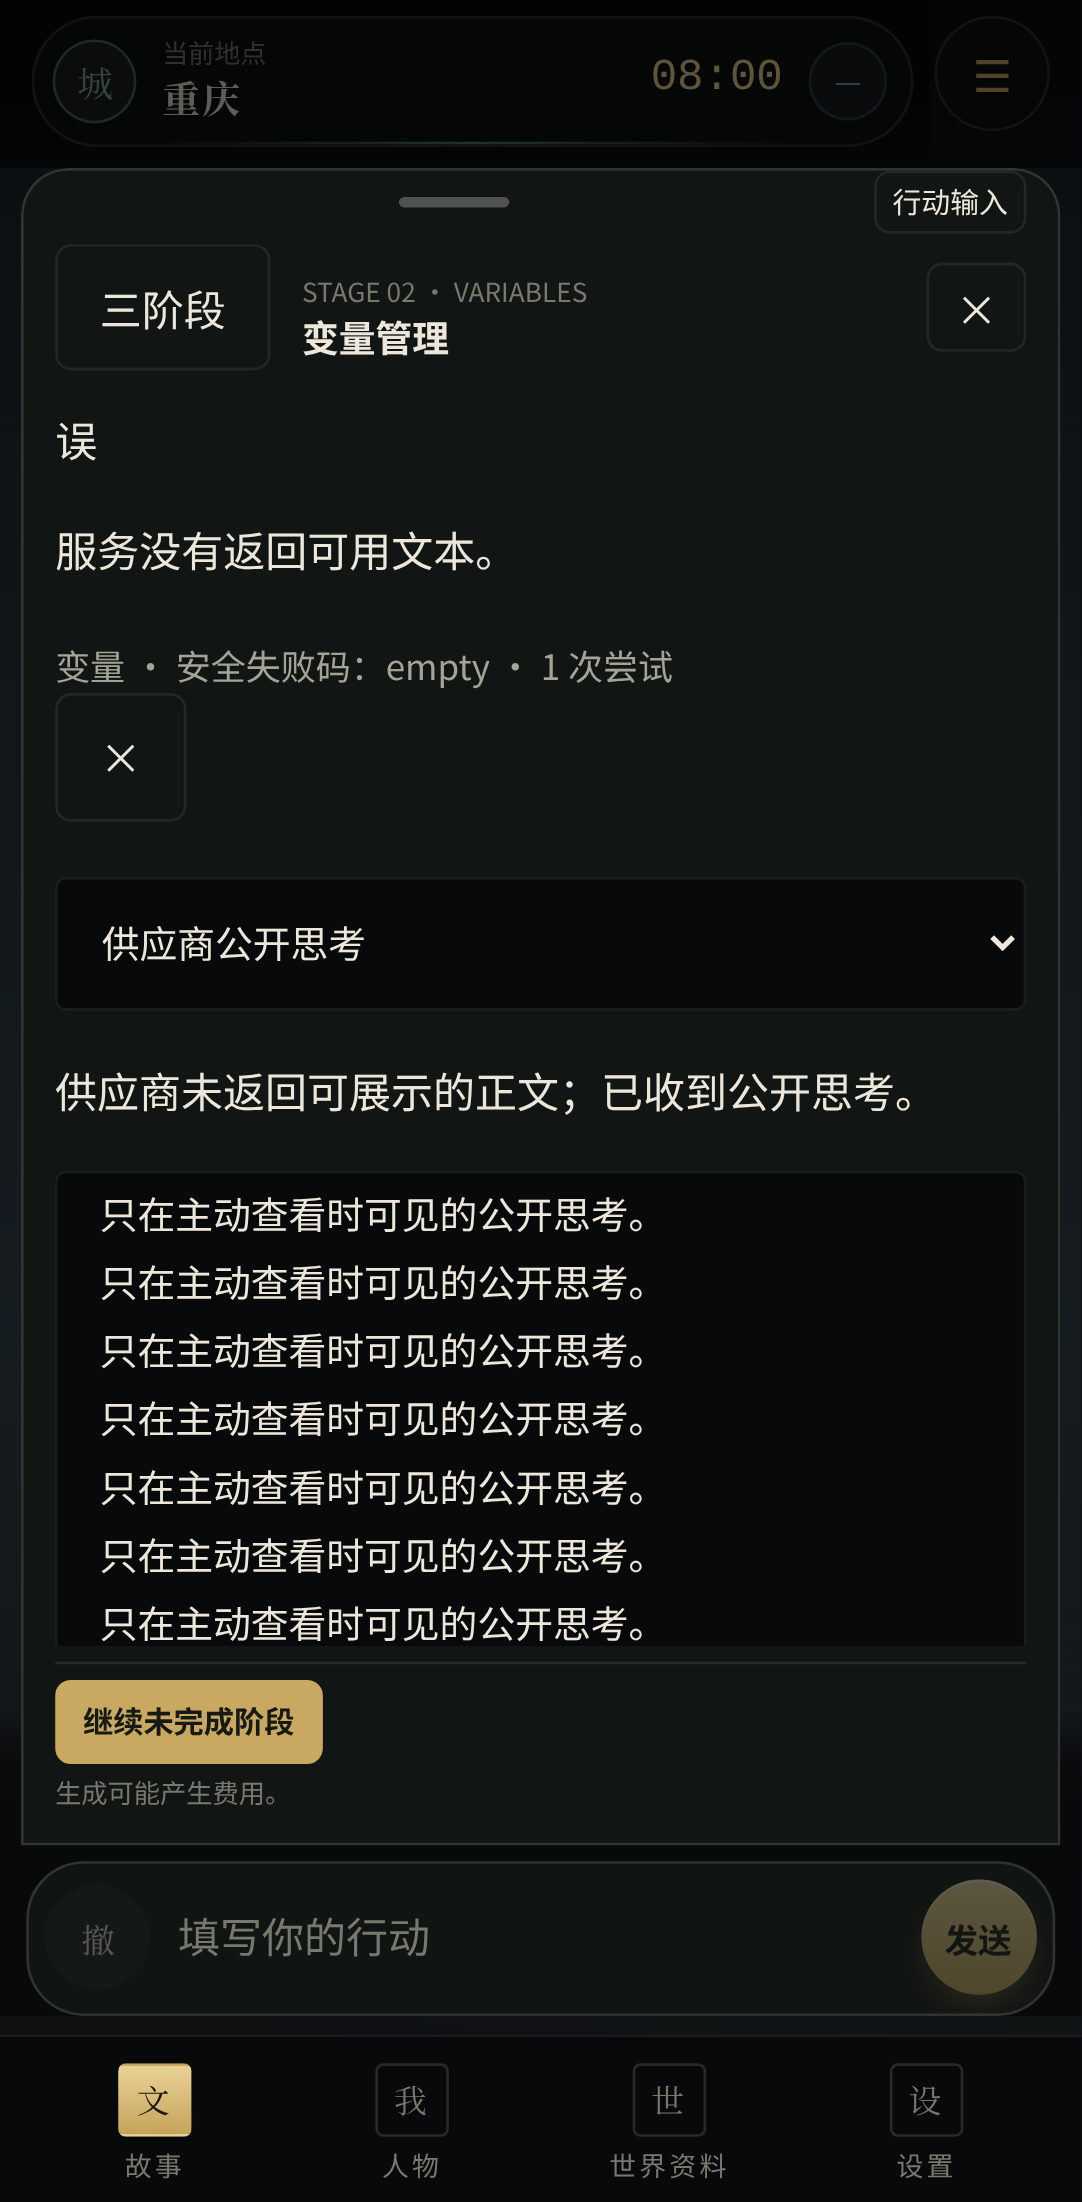 城
当前地点
重庆
08:00
—
☰
行动输入
三阶段
STAGE 02 · VARIABLES
变量管理
×
误
服务没有返回可用文本。
变量 · 安全失败码：empty · 1 次尝试
×
供应商公开思考
供应商未返回可展示的正文；已收到公开思考。
只在主动查看时可见的公开思考。
只在主动查看时可见的公开思考。
只在主动查看时可见的公开思考。
只在主动查看时可见的公开思考。
只在主动查看时可见的公开思考。
只在主动查看时可见的公开思考。
只在主动查看时可见的公开思考。
继续未完成阶段
生成可能产生费用。
撤
填写你的行动
发送
文
故事
我
人物
世
世界资料
设
设置